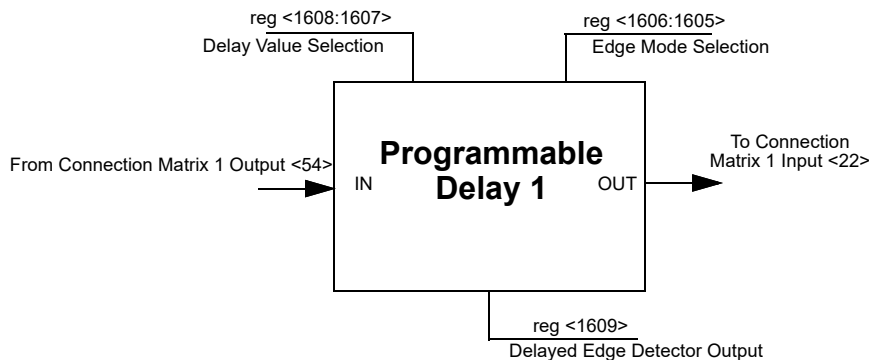 reg <1608:1607>
Delay Value Selection
reg <1606:1605>
Edge Mode Selection
From Connection Matrix 1 Output <54>
IN
Programmable
Delay 1
OUT
To Connection
Matrix 1 Input <22>
reg <1609>
Delayed Edge Detector Output